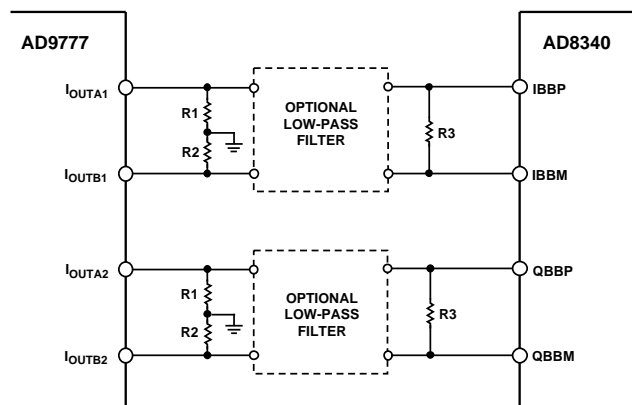 AD9777
AD8340
IOUTA1
R1
R2
IOUTB1
OPTIONAL
LOW-PASS
FILTER
R3
IBBP
IBBM
IOUTA2
R1
R2
IOUTB2
OPTIONAL
LOW-PASS
FILTER
R3
QBBP
QBBM